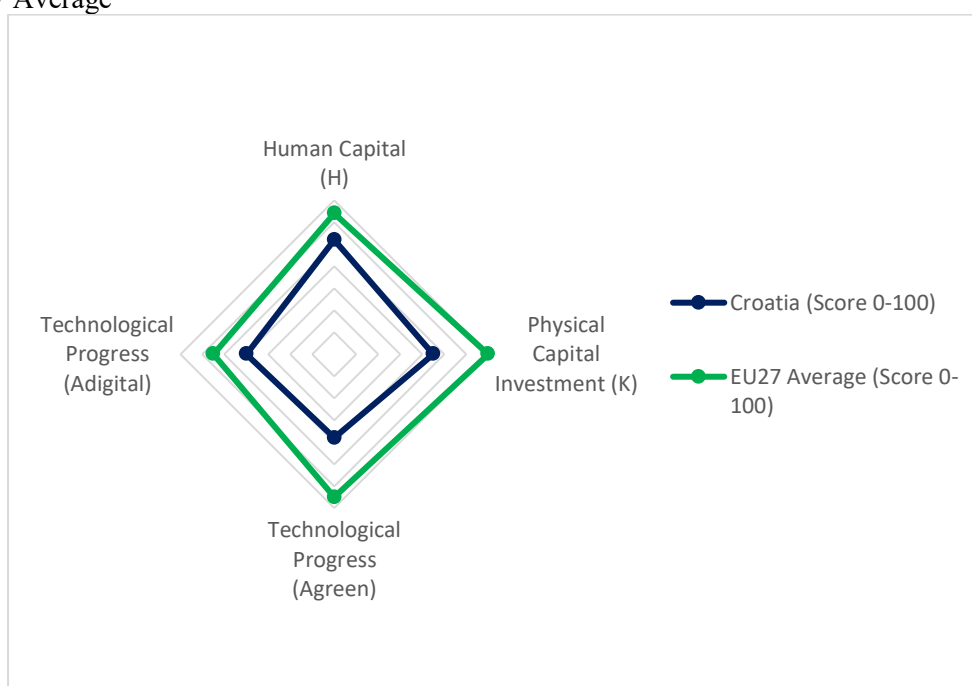 Average
Human Capital
(H)
Technological
Progress
(Adigital)
Physical
Capital
Investment (K)
Technological
Progress
(Agreen)
Croatia (Score 0-100)
EU27 Average (Score 0-
100)